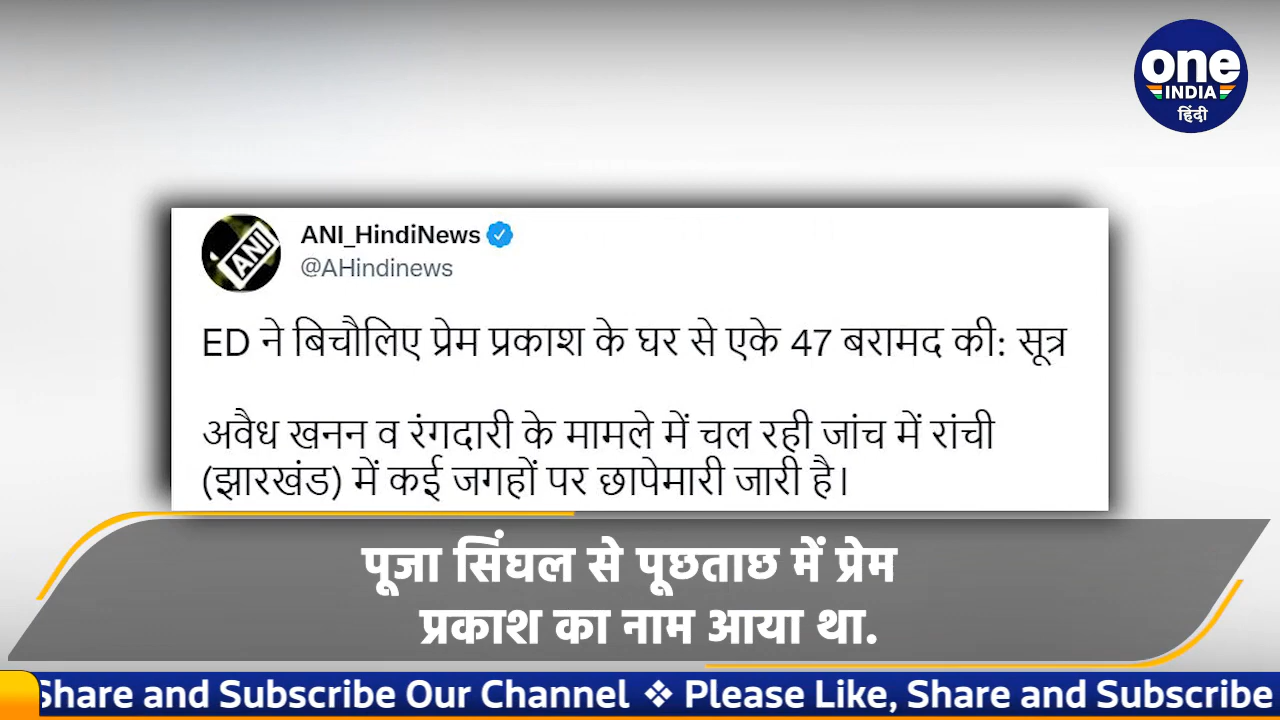 one
INDIA
हिंदी
ANI
ANI_HindiNews
@AHindinews
ED ने बिचौलिए प्रेम प्रकाश के घर से एके 47 बरामद की: सूत्र
अवैध खनन व रंगदारी के मामले में चल रही जांच में रांची
(झारखंड) में कई जगहों पर छापेमारी जारी है।
पूजा सिंघल से पूछताछ में प्रेम
प्रकाश का नाम आया था.
Share and Subscribe Our Channel ❖ Please Like, Share and Subscribe